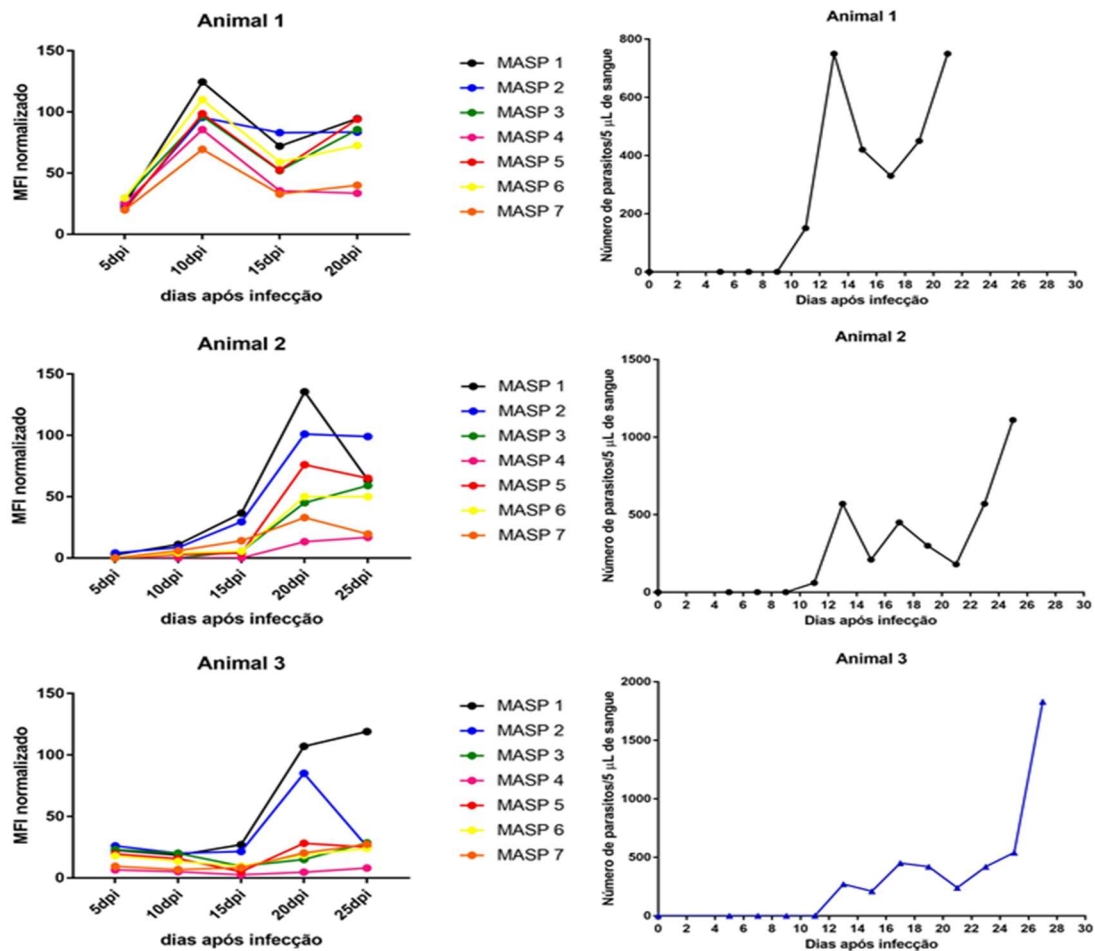 Animal 1
MFI normalizado
150
100
50
0
5dpi
10dpi
15dpi
20dpi
dias após infecção
MASP 1
MASP 2
MASP 3
MASP 4
MASP 5
MASP 6
MASP 7
Animal 1
Número de parasitos/5 µL de sangue
800
600
400
200
0
0 2 4 6 8 10 12 14 16 18 20 22 24 26 28 30
Dias após infecção
Animal 2
MFI normalizado
150
100
50
0
5dpi
10dpi
15dpi
20dpi
25dpi
dias após infecção
MASP 1
MASP 2
MASP 3
MASP 4
MASP 5
MASP 6
MASP 7
Animal 2
Número de parasitos/5 µL de sangue
1500
1000
500
0
0 2 4 6 8 10 12 14 16 18 20 22 24 26 28 30
Dias após infecção
Animal 3
MFI normalizado
150
100
50
0
5dpi
10dpi
15dpi
20dpi
25dpi
dias após infecção
MASP 1
MASP 2
MASP 3
MASP 4
MASP 5
MASP 6
MASP 7
Animal 3
Número de parasitos/5 µL de sangue
2000
1500
1000
500
0
0 2 4 6 8 10 12 14 16 18 20 22 24 26 28 30
Dias após infecção